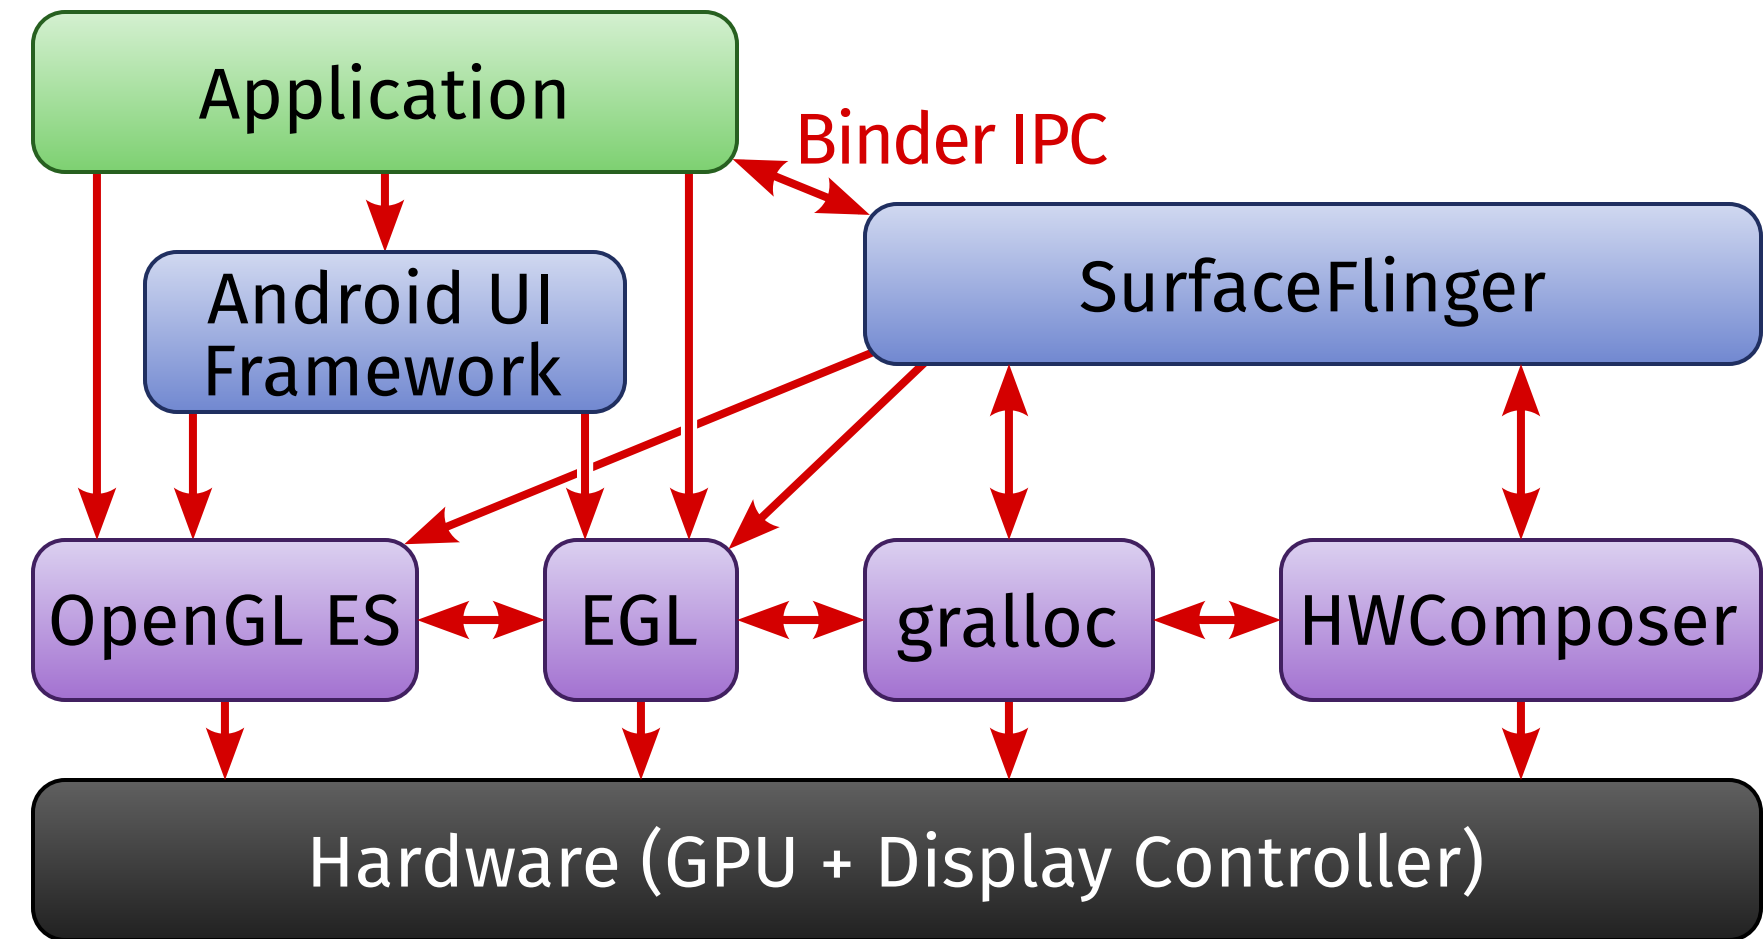 Application
Binder IPC
SurfaceFlinger
Android UI
Framework
OpenGL ES
EGL
gralloc
HWComposer
Hardware (GPU + Display Controller)